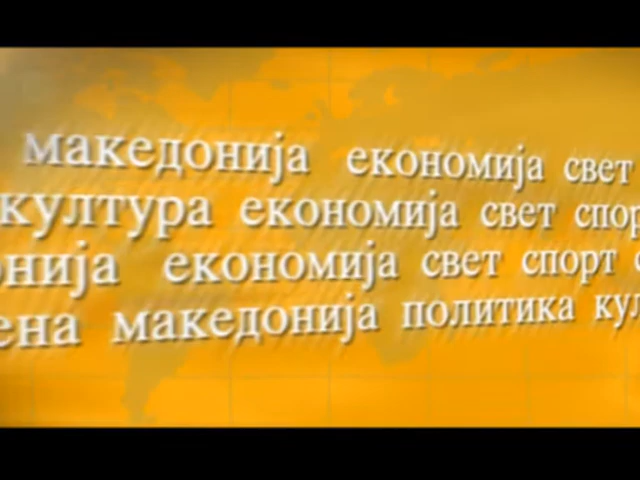 македонија економија свет
култура економија свет спор
онија економија свет спорт
ена македонија политика кул